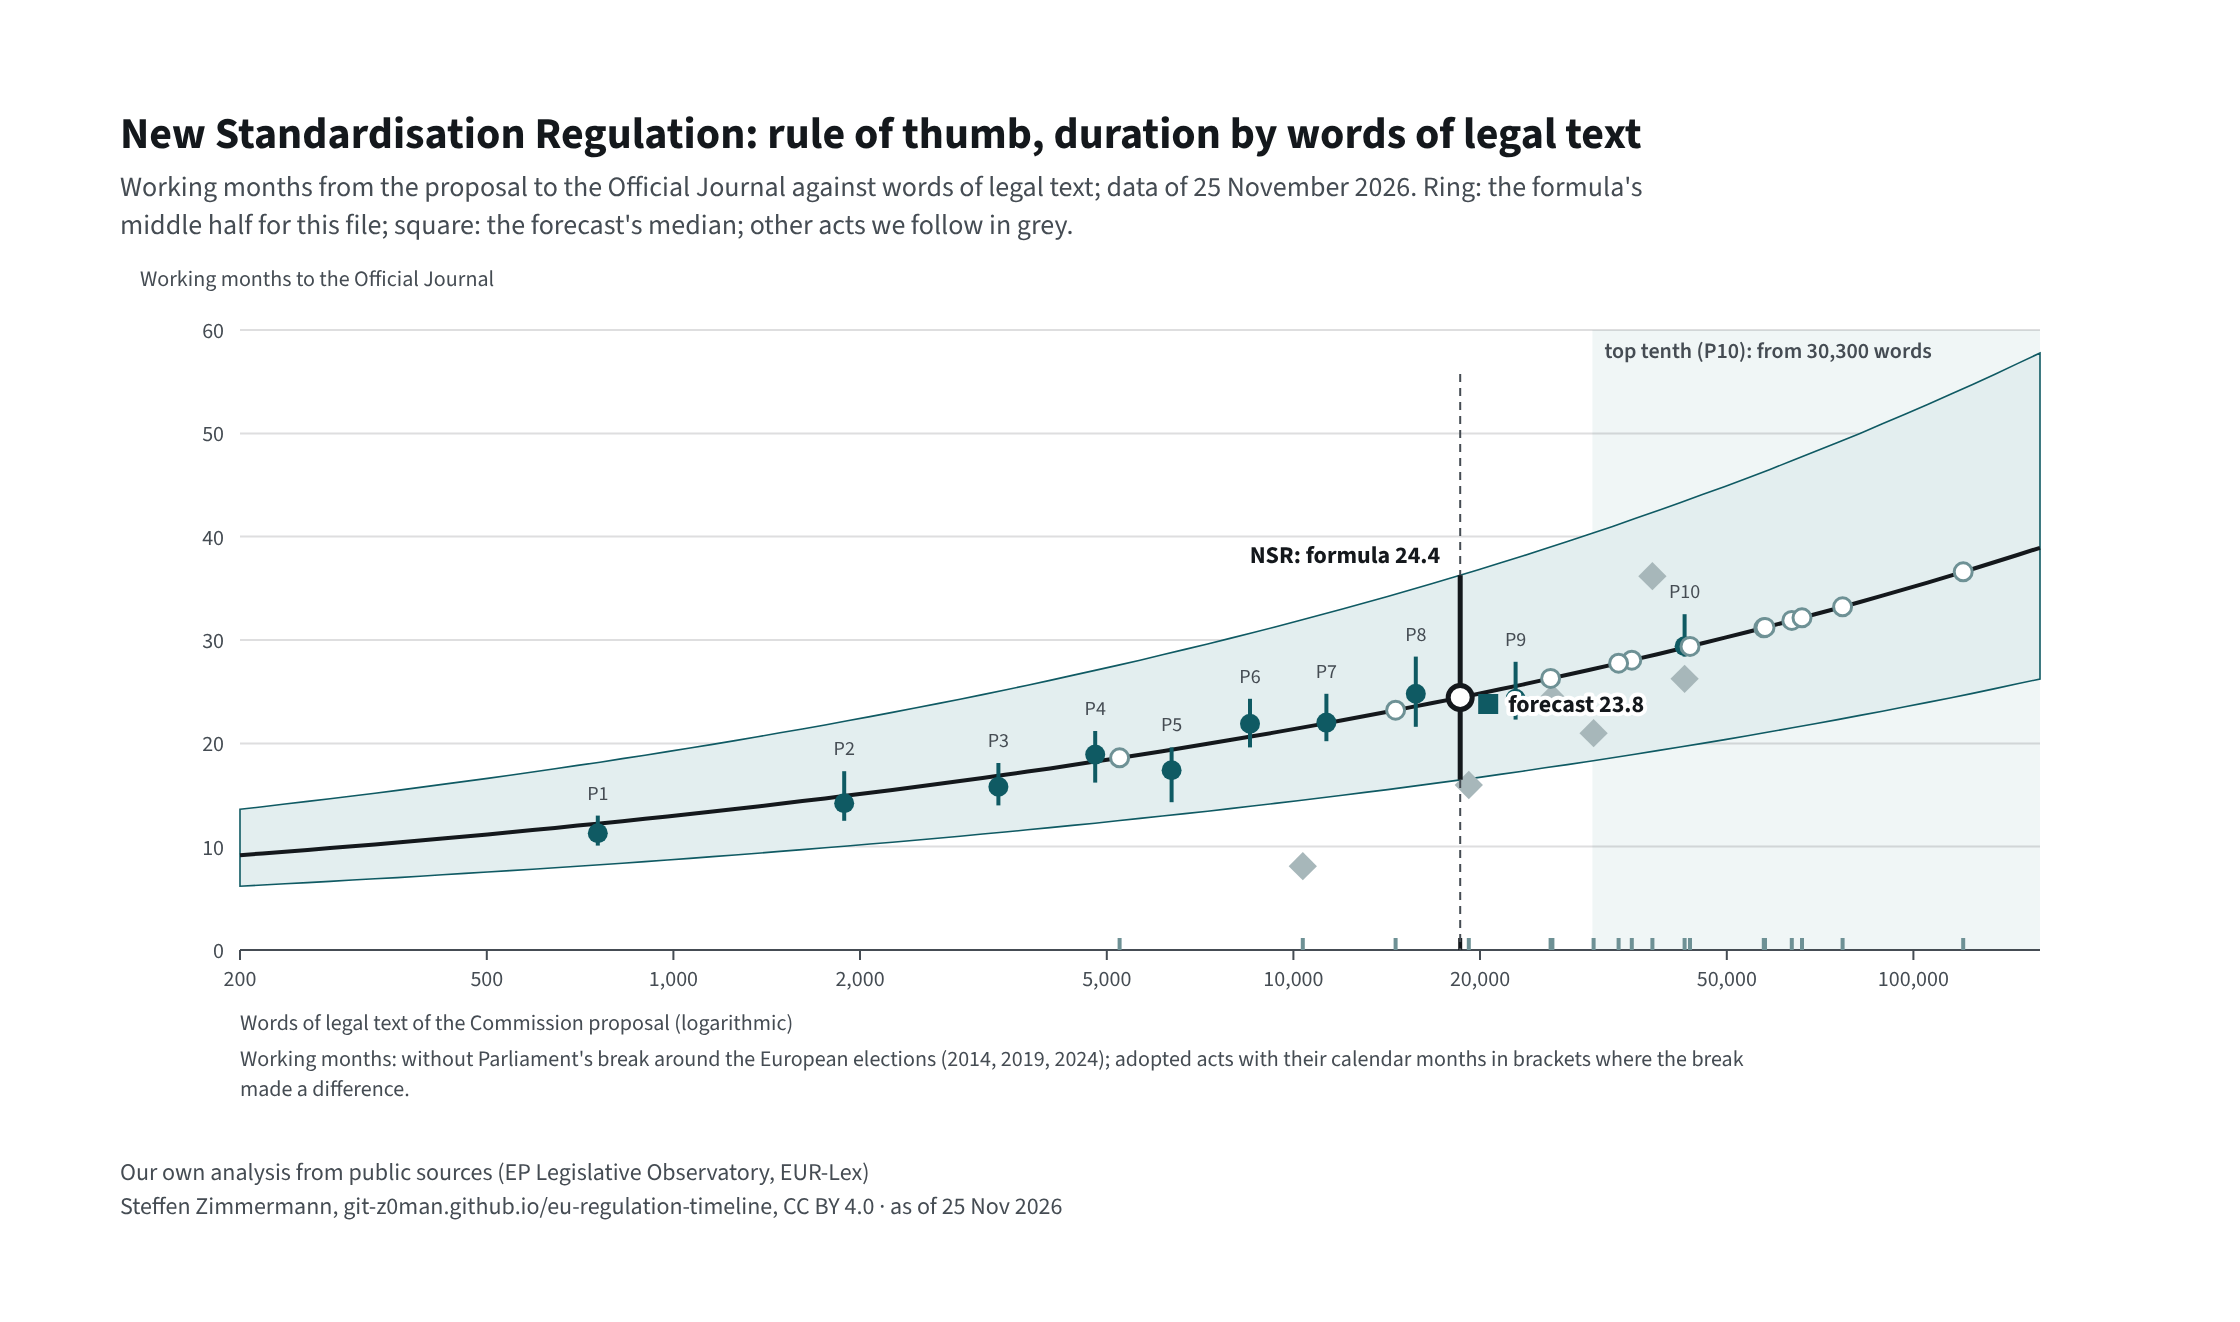 New Standardisation Regulation: rule of thumb, duration by words of legal text
Working months from the proposal to the Official Journal against words of legal text; data of 25 November 2026. Ring: the formula's
middle half for this file; square: the forecast's median; other acts we follow in grey.
Working months to the Official Journal
60
top tenth (P10): from 30,300 words
50
40
NSR: formula 24.4
P10
30
P8
P9
P6
P7
forecast 23.8
P4
P5
20
P3
P2
P1
10
0
200
500
1,000
2,000
5,000
10,000
20,000
50,000
100,000
Words of legal text of the Commission proposal (logarithmic)
Working months: without Parliament's break around the European elections (2014, 2019, 2024); adopted acts with their calendar months in brackets where the break
made a difference.
Our own analysis from public sources (EP Legislative Observatory, EUR-Lex)
Steffen Zimmermann, git-z0man.github.io/eu-regulation-timeline, CC BY 4.0 · as of 25 Nov 2026